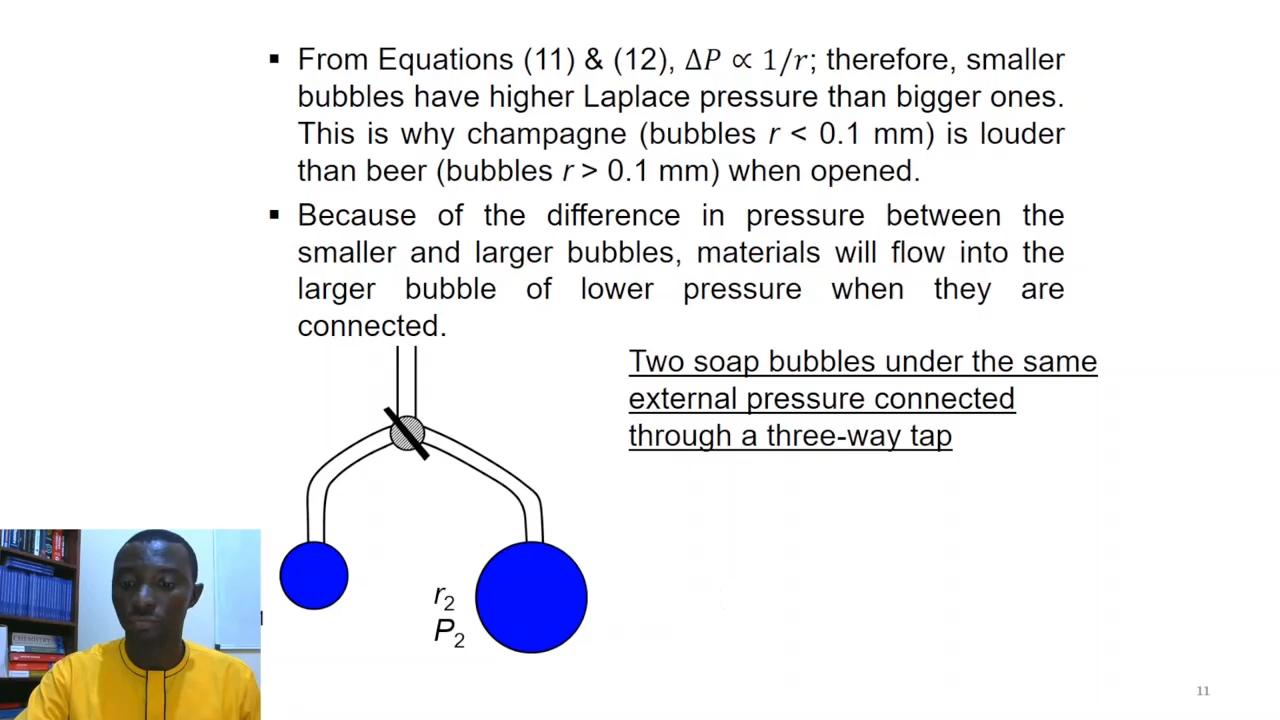 ▪ From Equations (11) & (12), ΔP ∝ 1/r; therefore, smaller
bubbles have higher Laplace pressure than bigger ones.
This is why champagne (bubbles r < 0.1 mm) is louder
than beer (bubbles r > 0.1 mm) when opened.
▪ Because of the difference in pressure between the
smaller and larger bubbles, materials will flow into the
larger bubble of lower pressure when they are
connected.
Two soap bubbles under the same
external pressure connected
through a three-way tap
r₂
P₂
CHEMISTRY
11